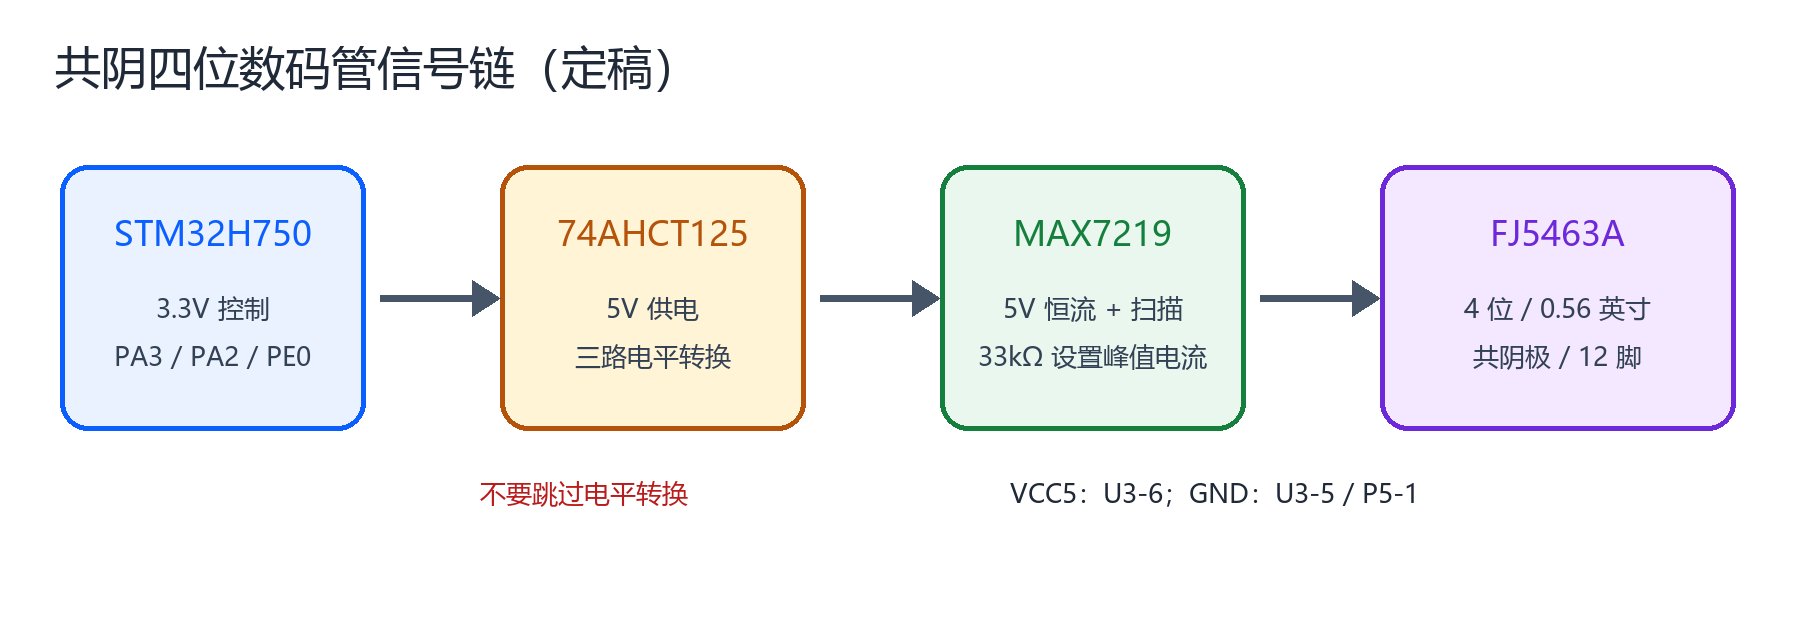 共阴四位数码管信号链（定稿）
STM32H750
3.3V 控制
PA3 / PA2 / PE0
74AHCT125
5V 供电
三路电平转换
MAX7219
5V 恒流 + 扫描
33kΩ 设置峰值电流
FJ5463A
4 位 / 0.56 英寸
共阴极 / 12 脚
不要跳过电平转换
VCC5：U3-6；GND：U3-5 / P5-1